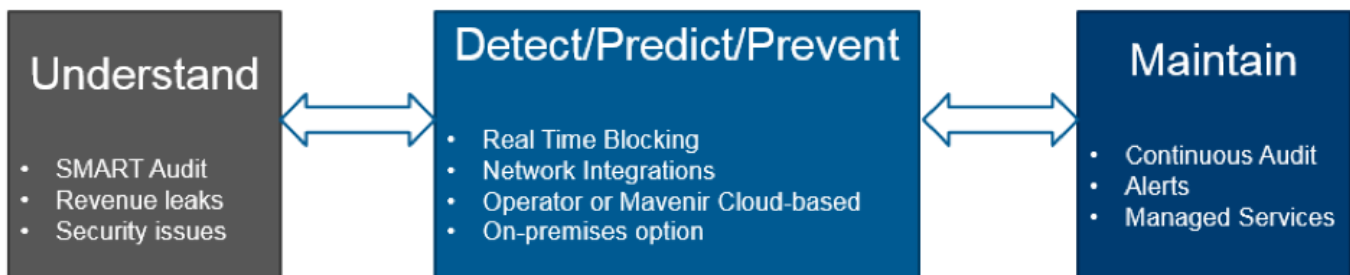 Understand
• SMART Audit
• Revenue leaks
• Security issues
Detect/Predict/Prevent
• Real Time Blocking
• Network Integrations
• Operator or Mavenir Cloud-based
• On-premises option
Maintain
• Continuous Audit
• Alerts
• Managed Services